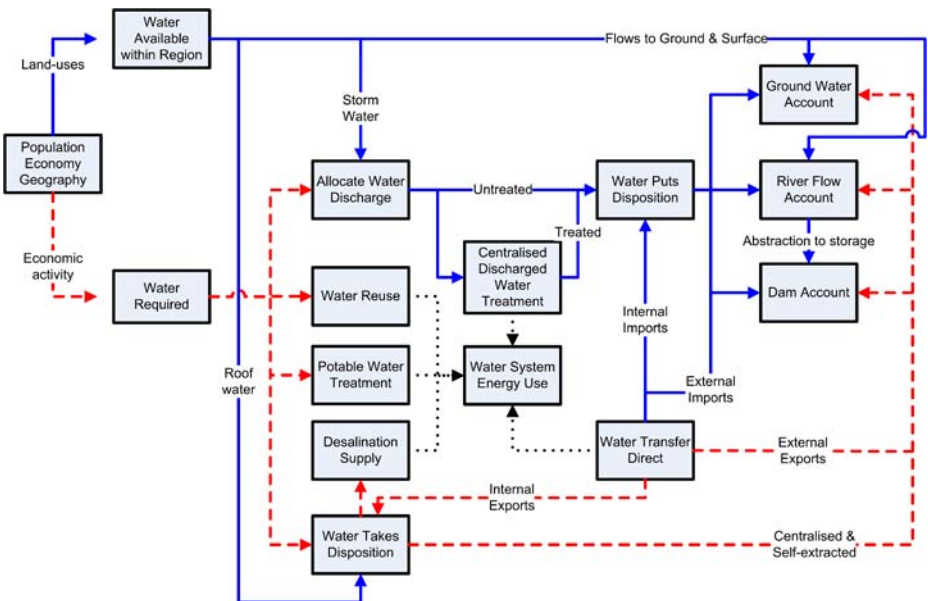 Water
Available
within Region
Flows to Ground & Surface
Land-uses
Storm
Water
Ground Water
Account
Population
Economy
Geography
Allocate Water
Discharge
Untreated
Water Puts
Disposition
River Flow
Account
Treated
Abstraction to storage
Economic
activity
Centralised
Discharged
Water
Treatment
Water
Required
Water Reuse
Dam Account
Internal
Imports
Roof
water
Potable Water
Treatment
Water System
Energy Use
External
Imports
Desalination
Supply
Water Transfer
Direct
External
Exports
Internal
Exports
Water Takes
Disposition
Centralised &
Self-extracted